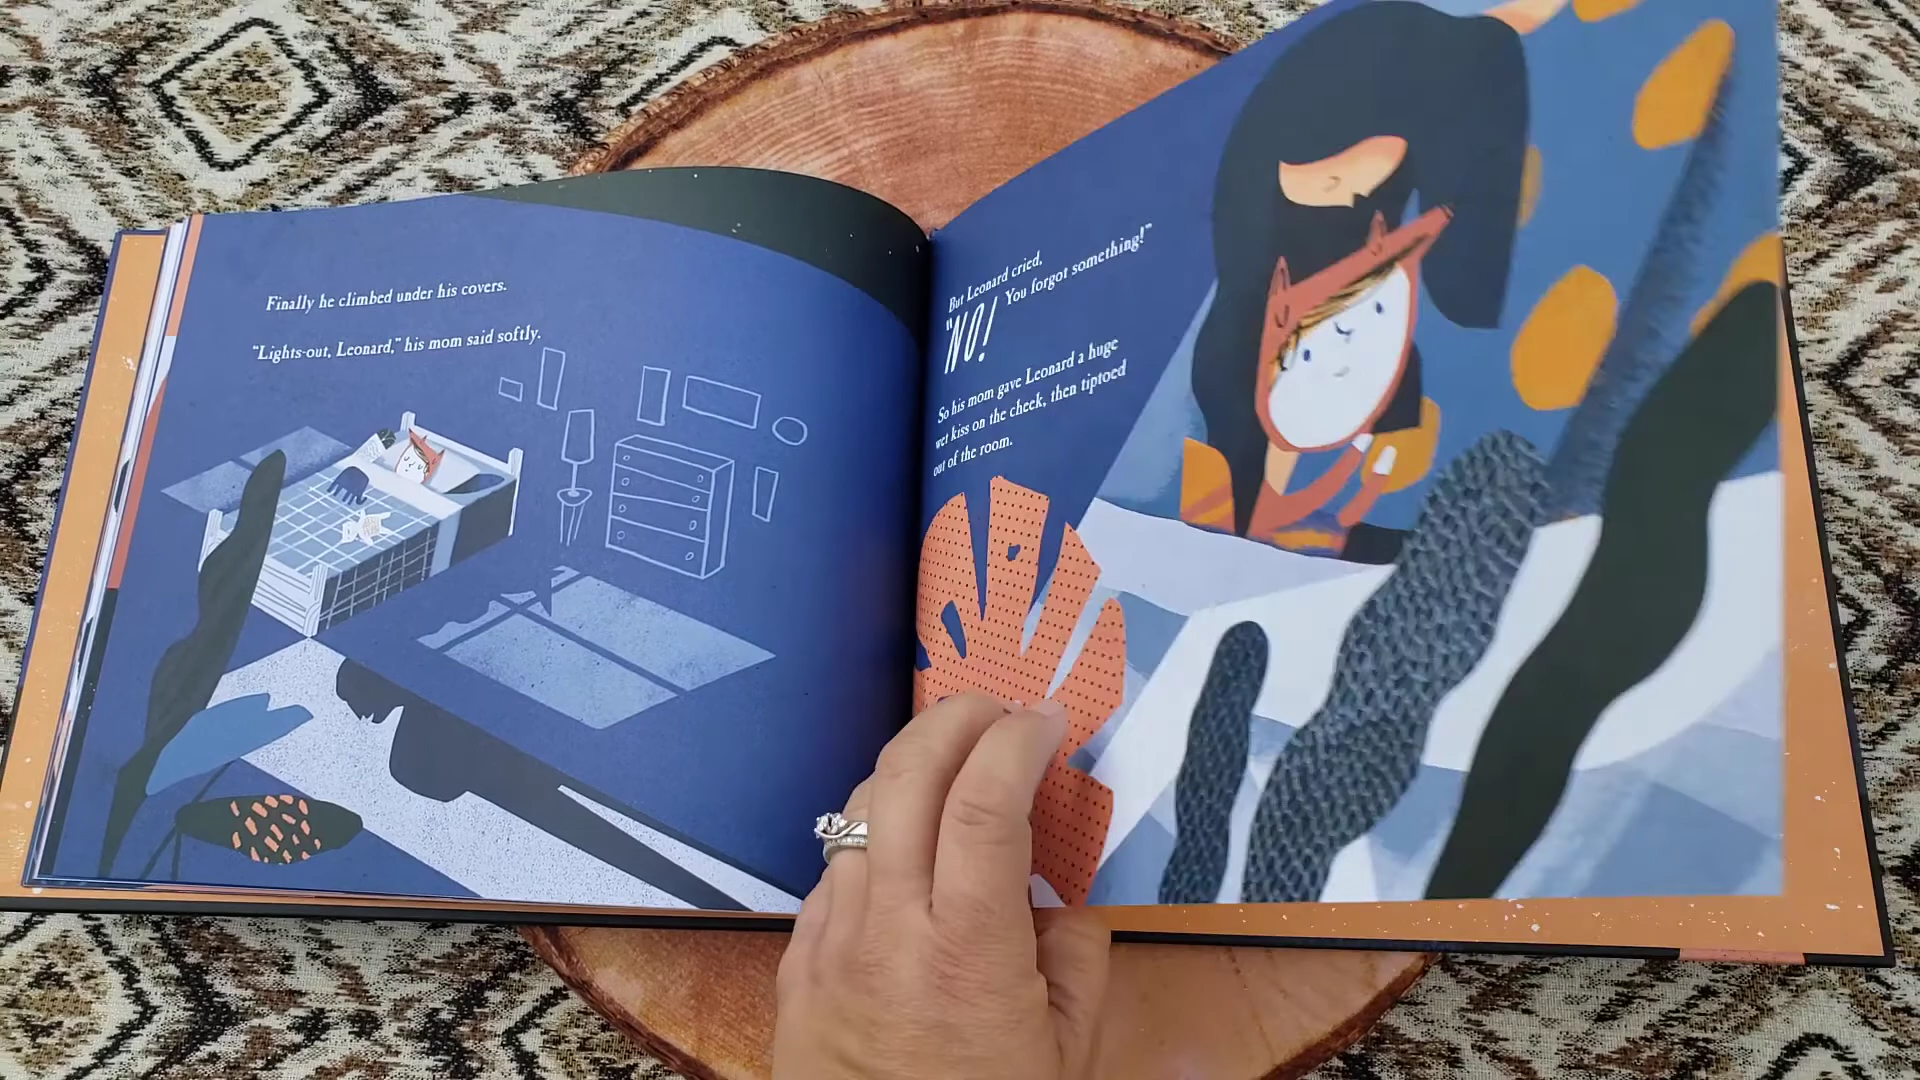 Finally he climbed under his covers.
"Lights-out, Leonard," his mom said softly.
But Leonard cried,
"NO! You forgot something!"
So his mom gave Leonard a huge
wet kiss on the cheek, then tiptoed
out of the room.